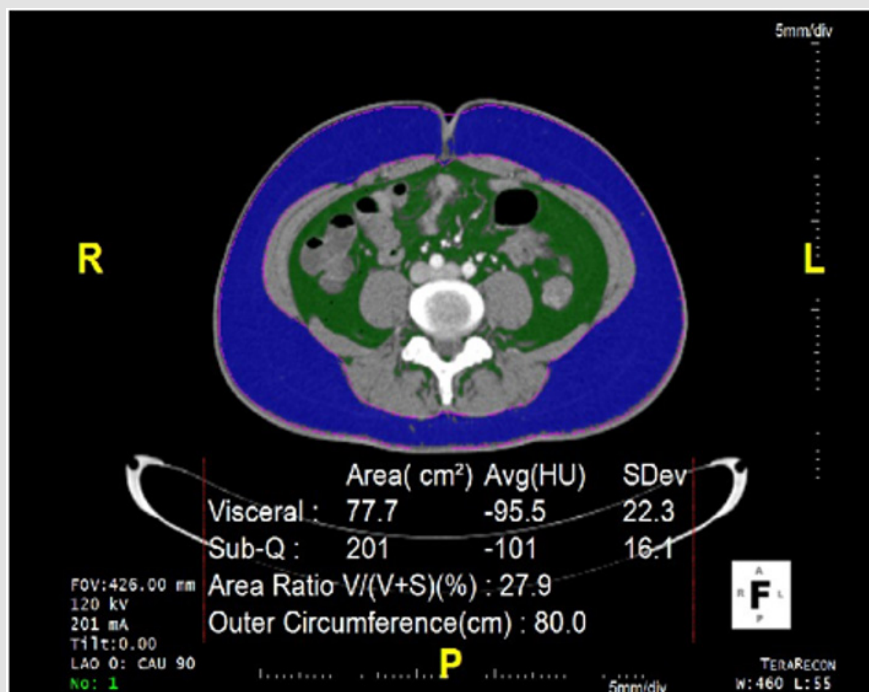 5mm/div
R
L
Area( cm²) Avg(HU) SDev
Visceral : 77.7 -95.5 22.3
Sub-Q : 201 -101 16.1
Area Ratio V/(V+S)(%) : 27.9
Outer Circumference(cm) : 80.0
FOV:426.00 mm
120 kV
201 mA
Tilt:0.00
LAO 0: CAU 90
No: 1
P
5mm/div
A
R F L
P
TERARECON
W:460 L:55